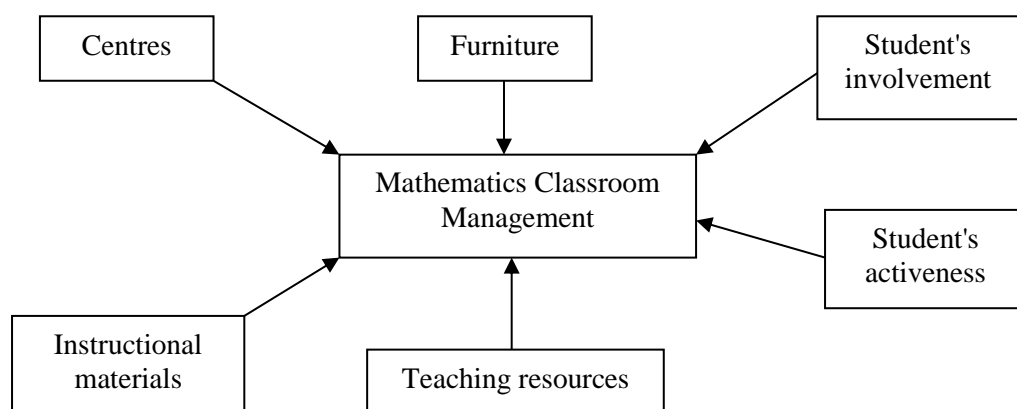 Centres
Furniture
Student's
involvement
Mathematics Classroom
Management
Student's
activeness
Instructional
materials
Teaching resources